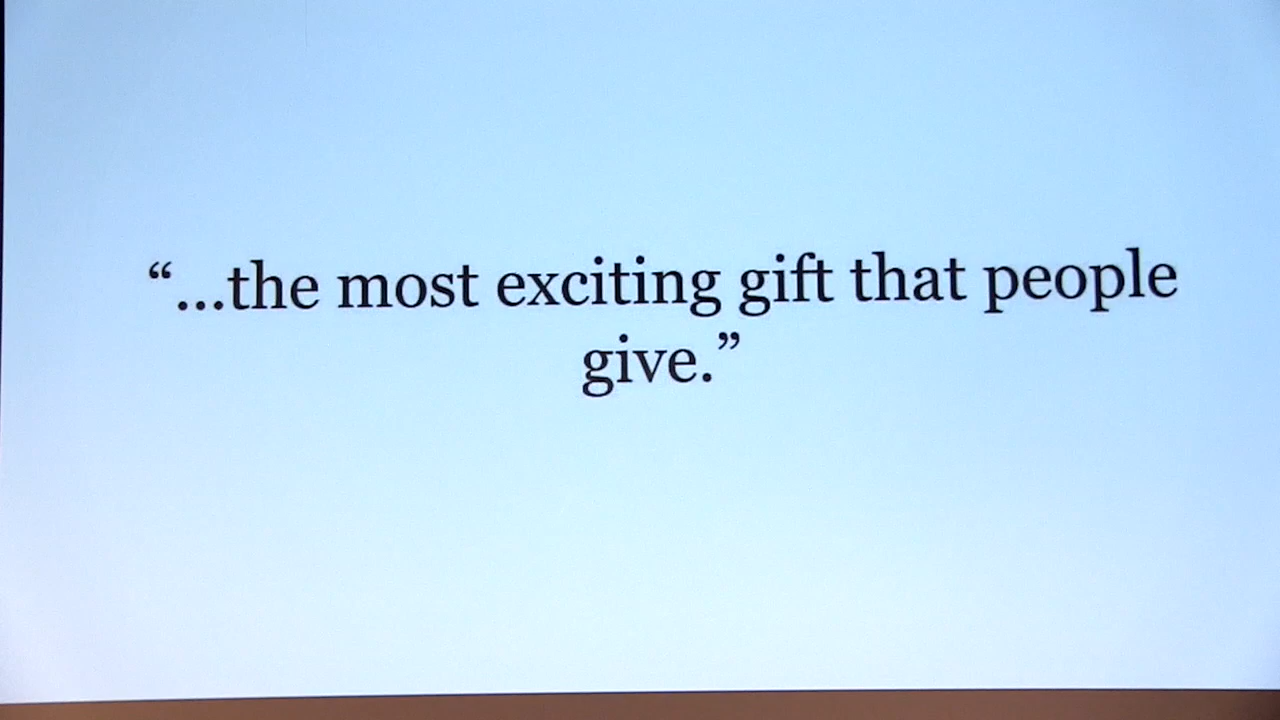 “...the most exciting gift that people
give.”